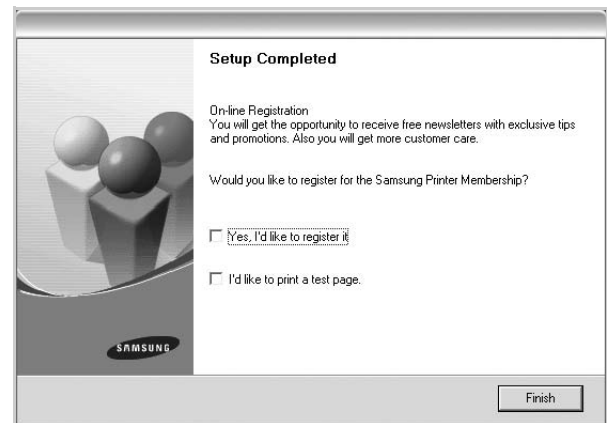 Setup Completed
On-line Registration
You will get the opportunity to receive free newsletters with exclusive tips
and promotions. Also you will get more customer care.
Would you like to register for the Samsung Printer Membership?
Yes, I'd like to register it
I'd like to print a test page.
SAMSUNG
Finish